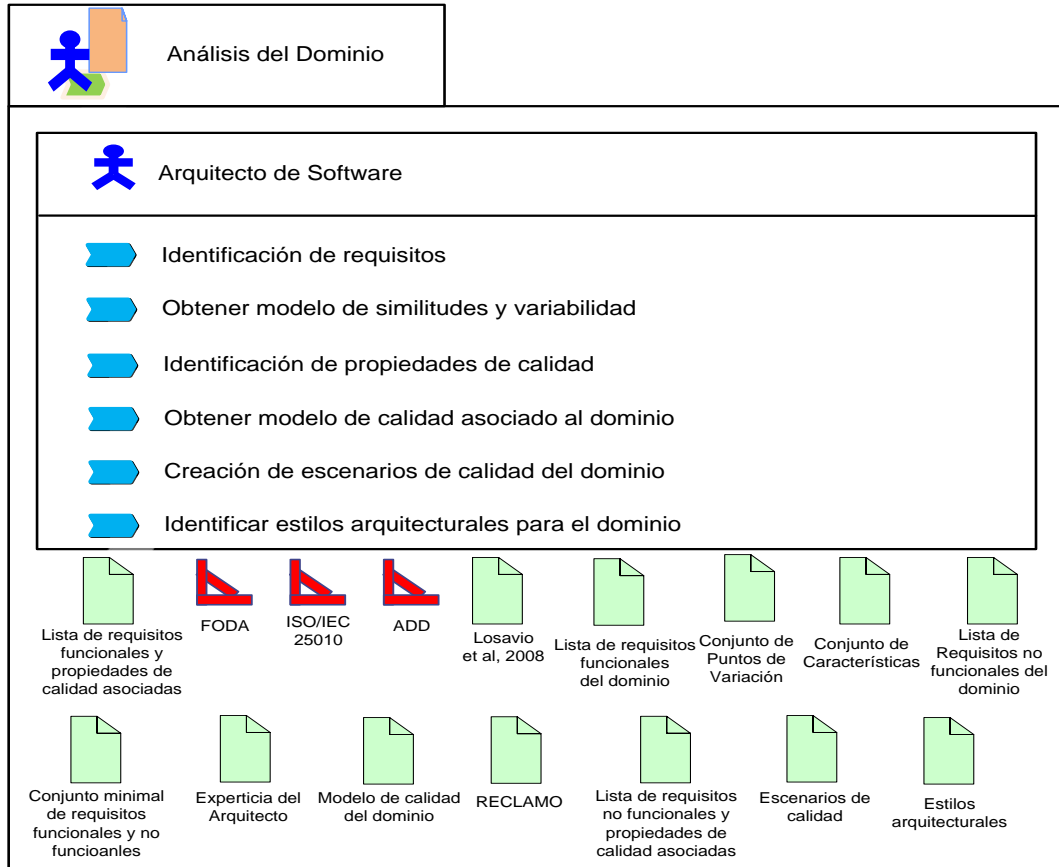 Análisis del Dominio
Arquitecto de Software
Identificación de requisitos
Obtener modelo de similitudes y variabilidad
Identificación de propiedades de calidad
Obtener modelo de calidad asociado al dominio
Creación de escenarios de calidad del dominio
Identificar estilos arquitecturales para el dominio
Lista de requisitos
funcionales y
propiedades de
calidad asociadas
FODA
ISO/IEC
25010
ADD
Losavio
et al, 2008
Lista de requisitos
funcionales
del dominio
Conjunto de
Puntos de
Variación
Conjunto de
Características
Lista de
Requisitos no
funcionales del
dominio
Conjunto minimal
de requisitos
funcionales y no
funcioanles
Experticia del
Arquitecto
Modelo de calidad
del dominio
RECLAMO
Lista de requisitos
no funcionales y
propiedades de
calidad asociadas
Escenarios de
calidad
Estilos
arquitecturales